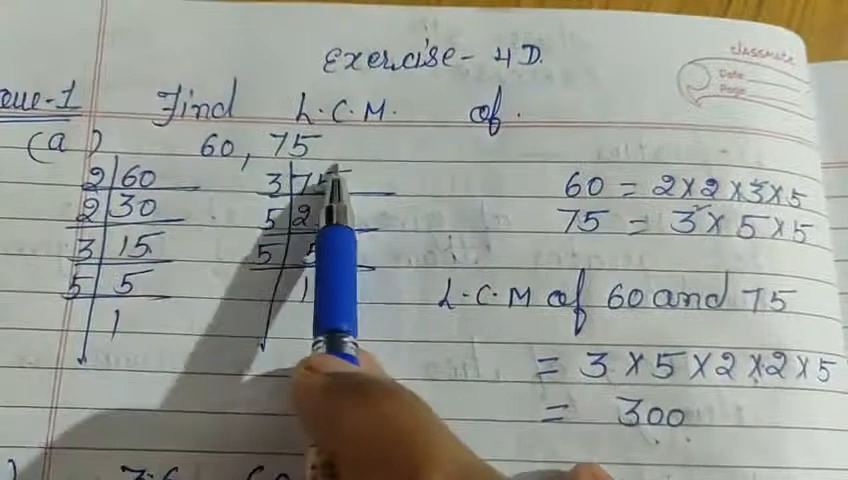 classmate
Date
Page
Exercise - 4D.
Que-1 Find L.C.M. of.
(a) 60, 75
2 60
2 30
3 15
5 5
1
3 75
5 2
5 5
1
60 = 2×2×3×5
75 = 3×5×5
L.C.M of 60 and 75
= 3×5×2×2×5
= 300